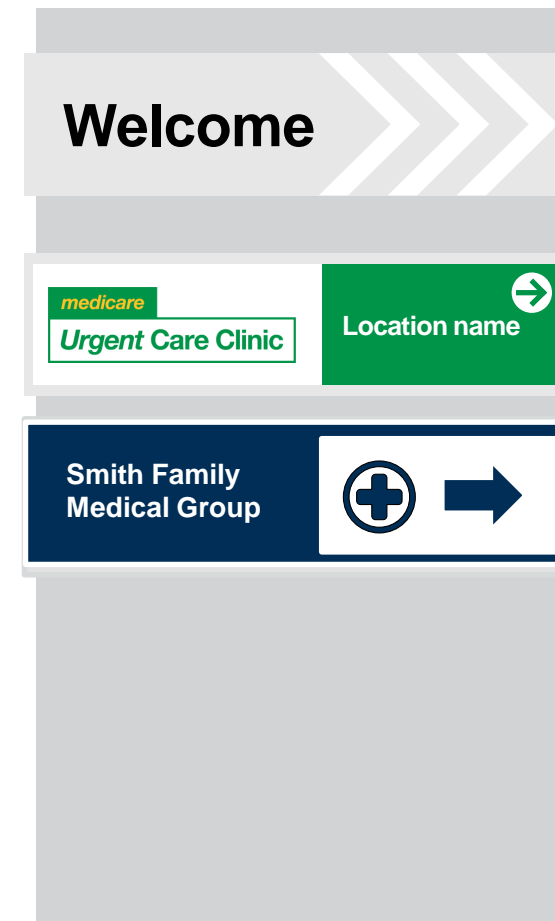 Welcome
medicare
Urgent Care Clinic
Location name
Smith Family
Medical Group